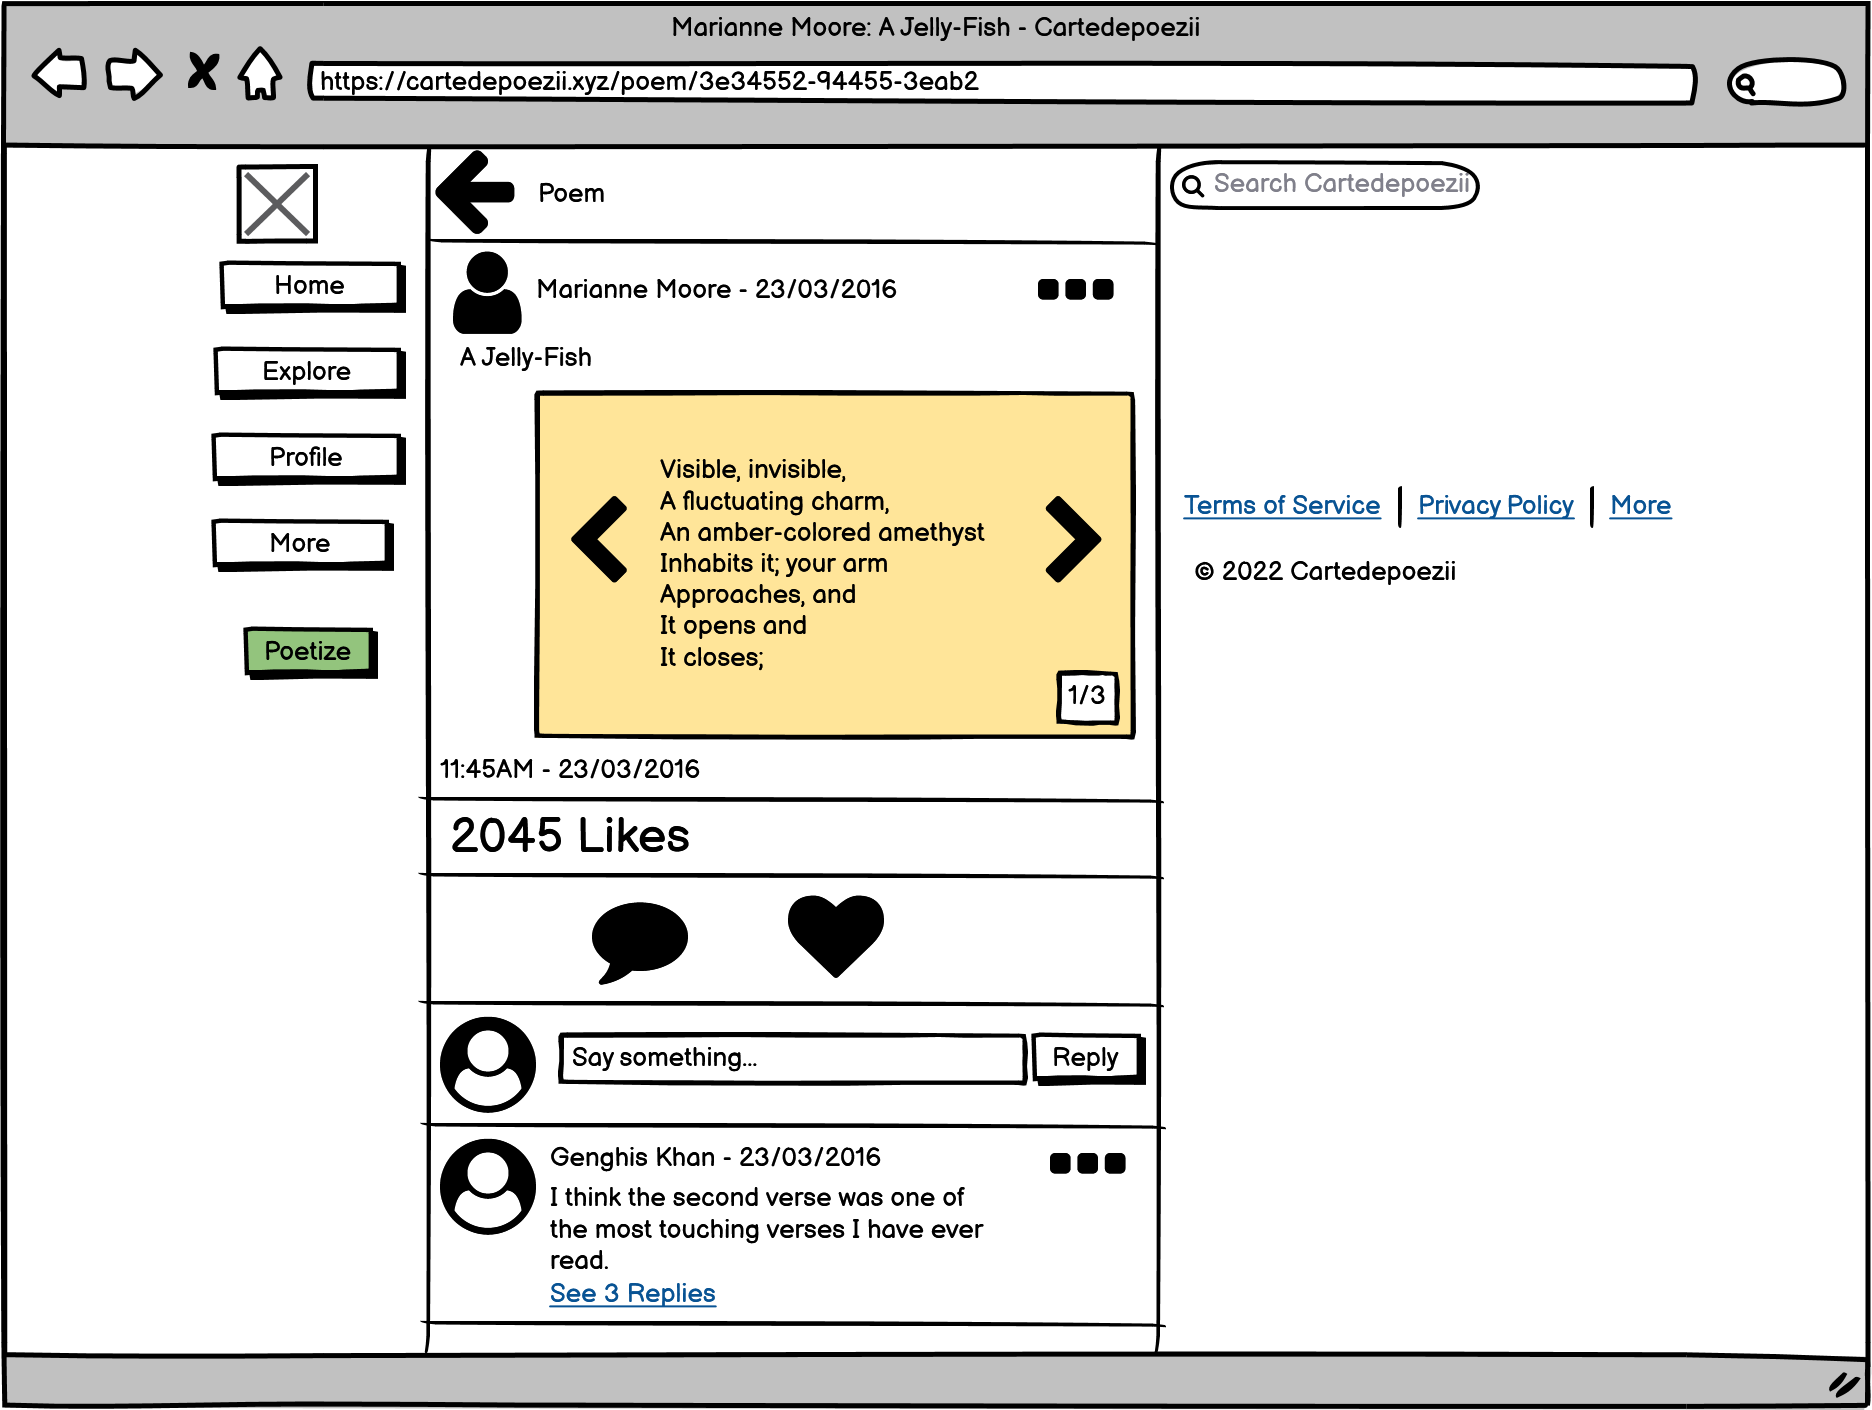 Marianne Moore: A Jelly-Fish - Cartedepoezii
https://cartedepoezii.xyz/poem/3e34552-94455-3eab2
Home
Explore
Profile
More
Poetize
Poem
Marianne Moore - 23/03/2016
A Jelly-Fish
Visible, invisible,
A fluctuating charm,
An amber-colored amethyst
Inhabits it; your arm
Approaches, and
It opens and
It closes;
1/3
11:45AM - 23/03/2016
2045 Likes
Say something...
Reply
Genghis Khan - 23/03/2016
I think the second verse was one of
the most touching verses I have ever
read.
See 3 Replies
Search Cartedepoezii
Terms of Service | Privacy Policy | More
© 2022 Cartedepoezii